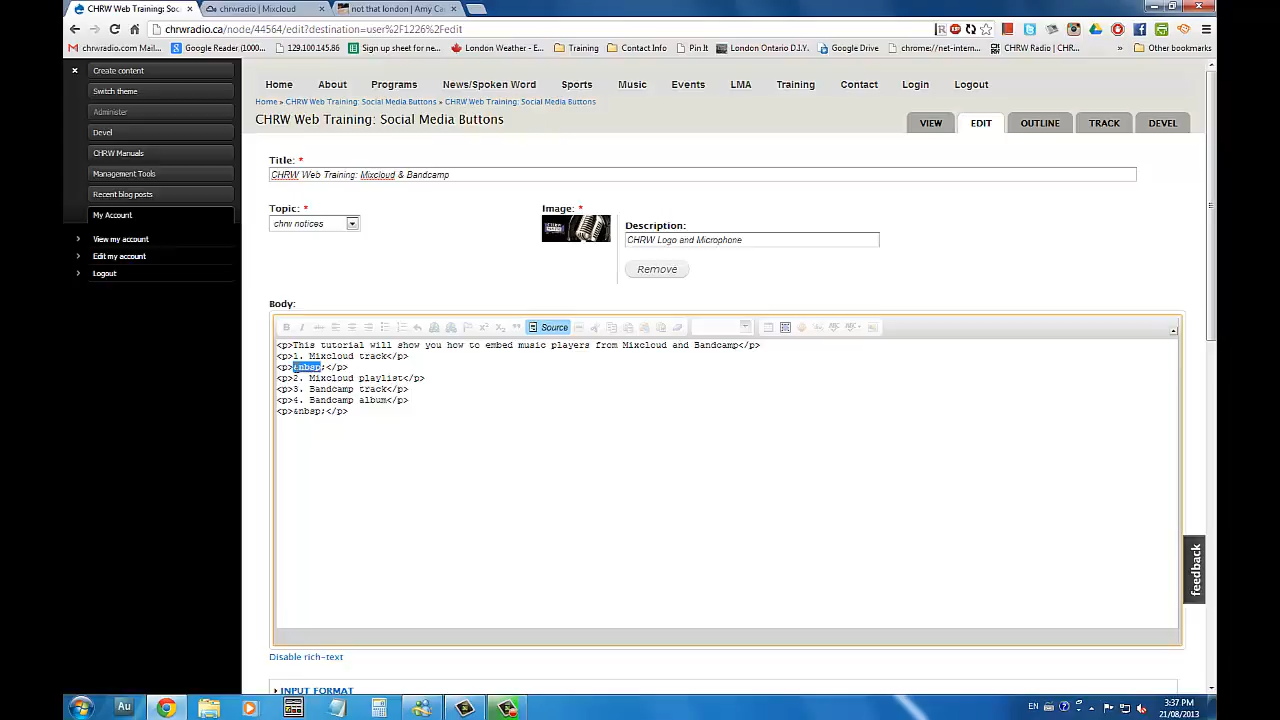 CHRW Web Training: Soc
chrwradio | Mixcloud
not that london | Amy Ca
chrwradio.ca/node/44564/edit?destination=user%2F1226%2Fedit
chrwradio.ca Mail...
Google Reader (1000...
129.100.145.86
Sign up sheet for ne...
London Weather - E...
Training
Contact Info
Pin It
London Ontario D.I.Y.
Google Drive
chrome://net-intern...
CHRW Radio | CHR...
»
Other bookmarks
Create content
Switch theme
Administer
Devel
CHRW Manuals
Management Tools
Recent blog posts
My Account
View my account
Edit my account
Logout
Home About Programs News/Spoken Word Sports Music Events LMA Training Contact Login Logout
Home » CHRW Web Training: Social Media Buttons » CHRW Web Training: Social Media Buttons
CHRW Web Training: Social Media Buttons
VIEW EDIT OUTLINE TRACK DEVEL
Title: *
CHRW Web Training: Mixcloud & Bandcamp
Topic: *
chrw notices
Image: *
Description:
CHRW Logo and Microphone
Remove
Body:
Source
<p>This tutorial will show you how to embed music players from Mixcloud and Bandcamp</p>
<p>1. Mixcloud track</p>
<p>&nbsp;</p>
<p>2. Mixcloud playlist</p>
<p>3. Bandcamp track</p>
<p>4. Bandcamp album</p>
<p>&nbsp;</p>
Disable rich-text
INPUT FORMAT
feedback
Au
EN
3:37 PM
21/08/2013